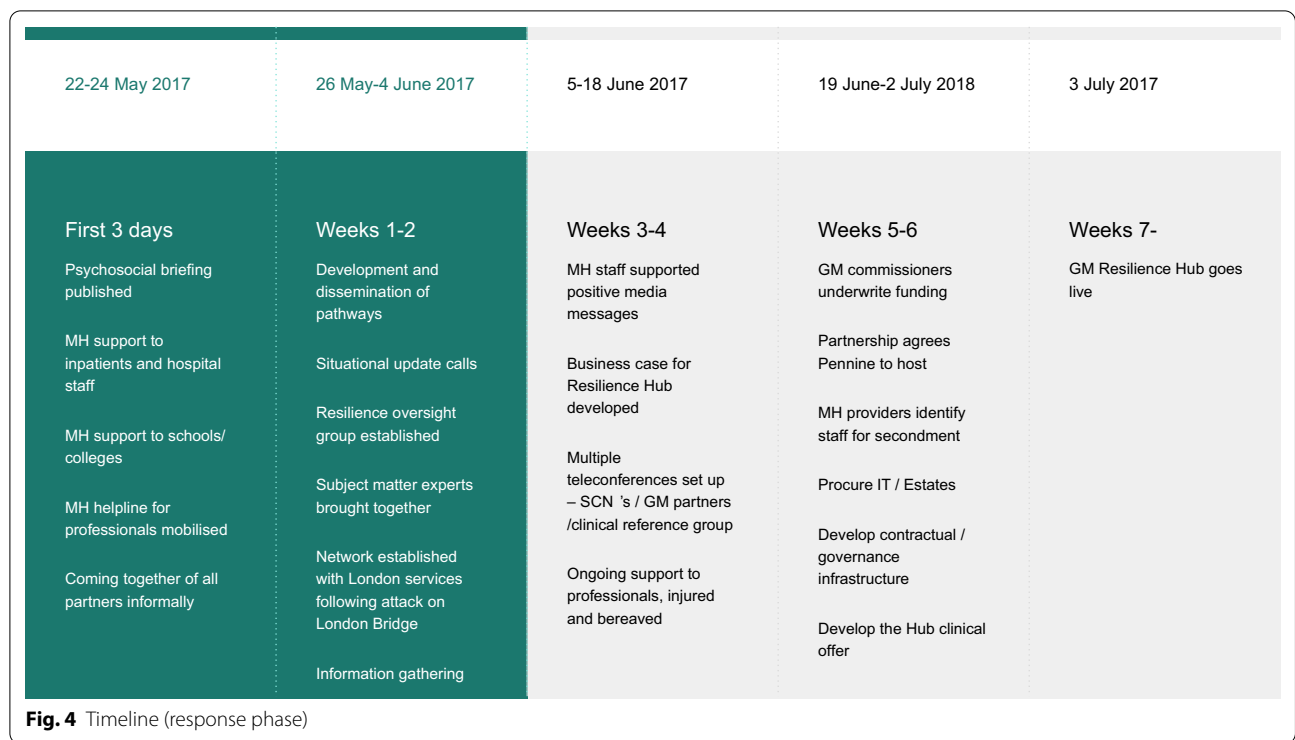 22-24 May 2017
26 May-4 June 2017
5-18 June 2017
19 June-2 July 2018
3 July 2017
First 3 days
Psychosocial briefing
published
MH support to
inpatients and hospital
staff
MH support to schools/
colleges
MH helpline for
professionals mobilised
Coming together of all
partners informally
Weeks 1-2
Development and
dissemination of
pathways
Situational update calls
Resilience oversight
group established
Subject matter experts
brought together
Network established
with London services
following attack on
London Bridge
Information gathering
Weeks 3-4
MH staff supported
positive media
messages
Business case for
Resilience Hub
developed
Multiple
teleconferences set up
– SCN 's / GM partners
/clinical reference group
Ongoing support to
professionals, injured
and bereaved
Weeks 5-6
GM commissioners
underwrite funding
Partnership agrees
Pennine to host
MH providers identify
staff for secondment
Procure IT / Estates
Develop contractual /
governance
infrastructure
Develop the Hub clinical
offer
Weeks 7-
GM Resilience Hub goes
live
Fig. 4 Timeline (response phase)